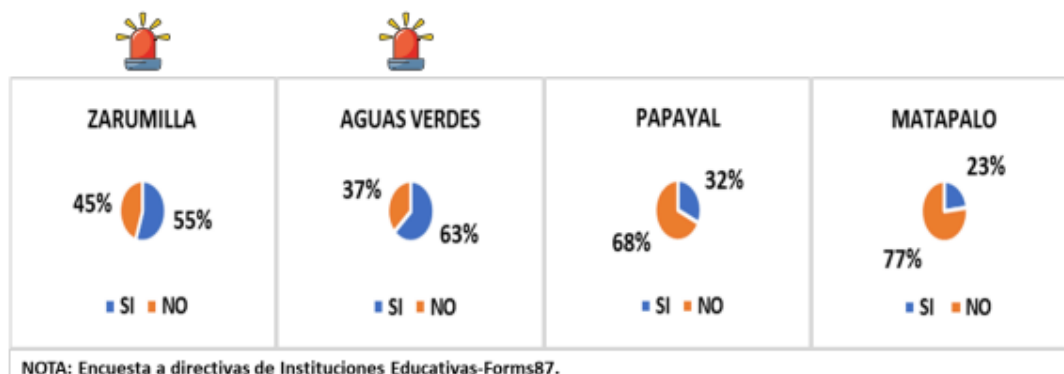 ZARUMILLA
45%
55%
SI NO
AGUAS VERDES
37%
63%
SI NO
PAPAYAL
32%
68%
SI NO
MATAPALO
23%
77%
SI NO
NOTA: Encuesta a directivas de Instituciones Educativas-Forms87.